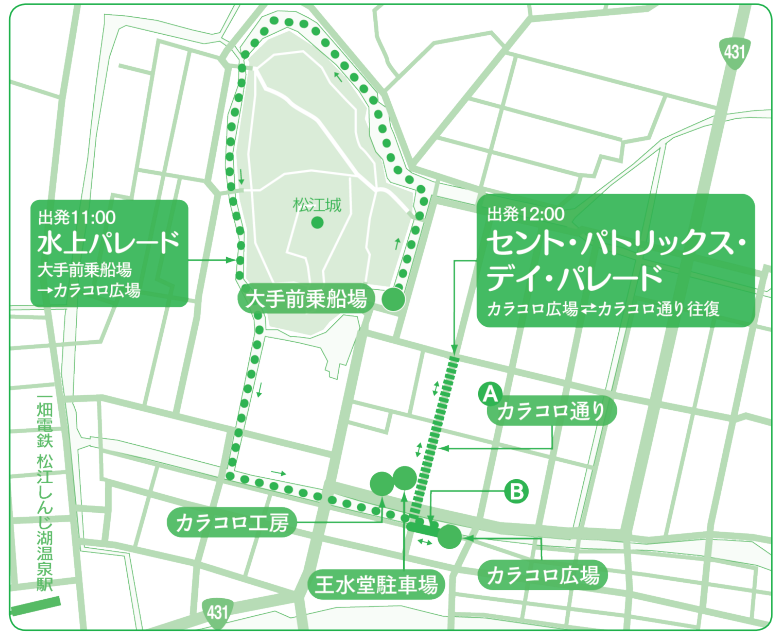 431
松江城
出発11:00
水上パレード
大手前乗船場
→カラコロ広場
出発12:00
セント・パトリックス・
デイ・パレード
カラコロ広場⇄カラコロ通り往復
大手前乗船場
A
カラコロ通り
B
カラコロ工房
王水堂駐車場
カラコロ広場
一畑電鉄 松江しんじ湖温泉駅
431